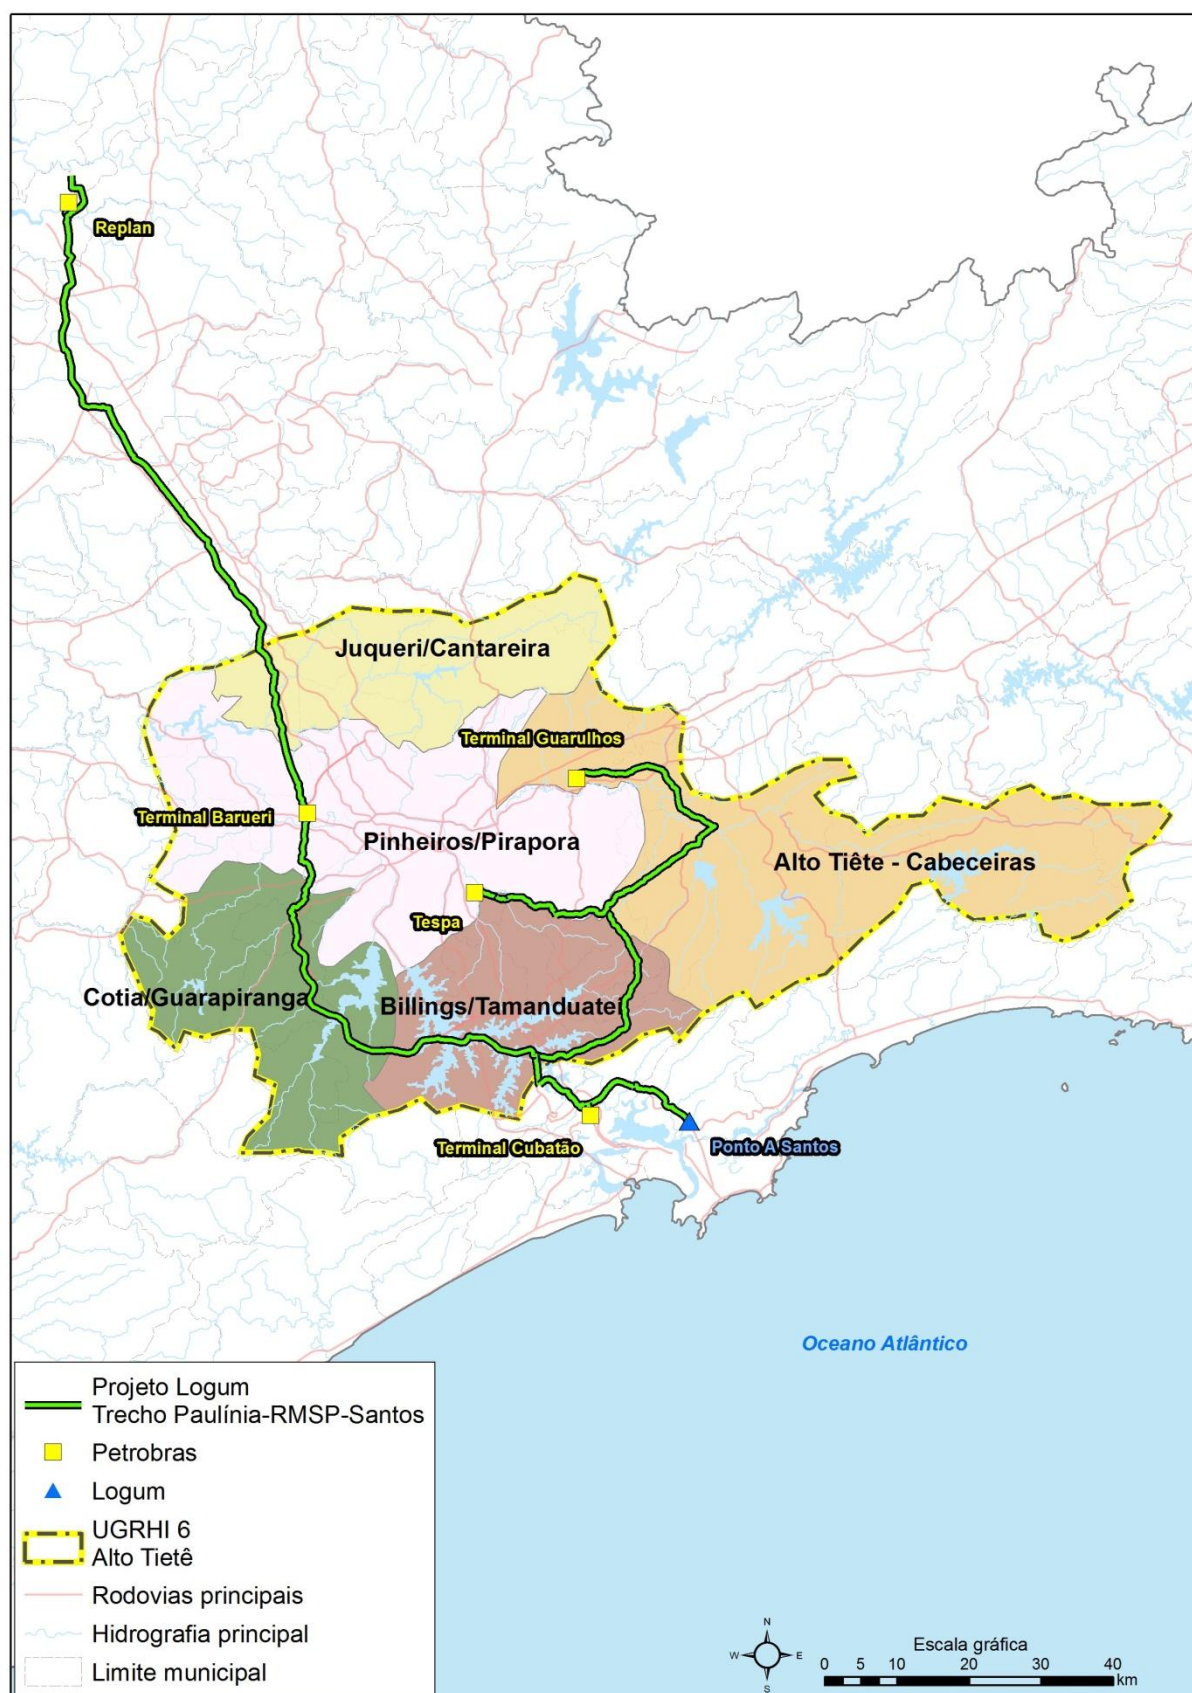 Replan
Juqueri/Cantareira
Terminal Guarulhos
Terminal Barueri
Pinheiros/Pirapora
Alto Tiête - Cabeceiras
Tespa
Cotia/Guarapiranga
Billings/Tamanduatei
Terminal Cubatão
Ponto A Santos
Oceano Atlântico
Projeto Logum
Trecho Paulínia-RMSP-Santos
Petrobras
Logum
UGRHI 6
Alto Tietê
Rodovias principais
Hidrografia principal
Limite municipal
N
W E
S
Escala gráfica
0 5 10 20 30 40
km